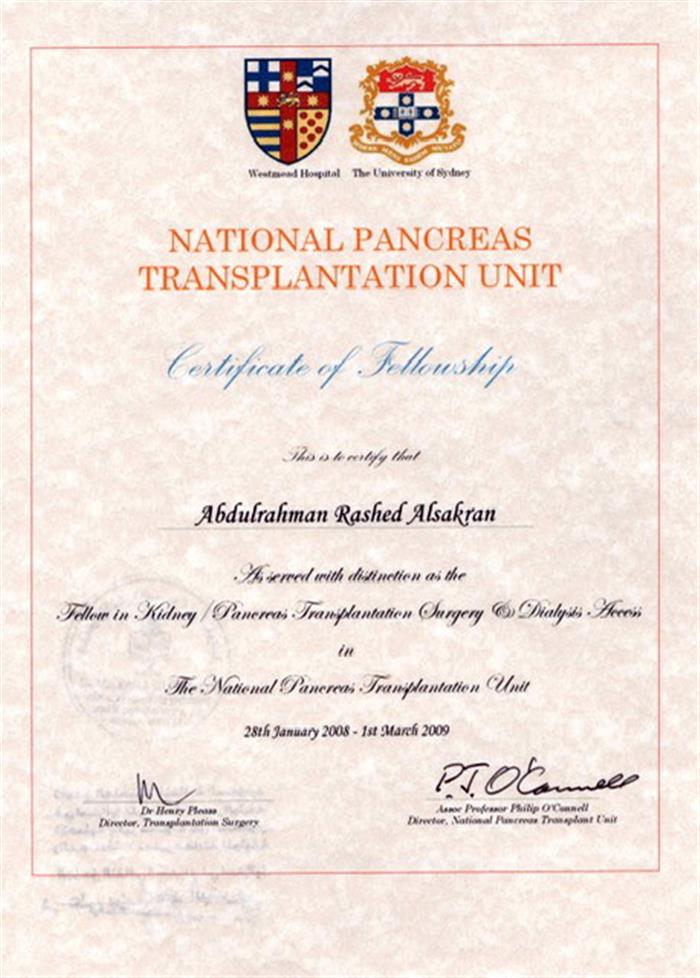 Westmead Hospital The University of Sydney
NATIONAL PANCREAS
TRANSPLANTATION UNIT
Certificate of Fellowship
This is to certify that
Abdulrahman Rashed Alsakran
As served with distinction as the
Fellow in Kidney / Pancreas Transplantation Surgery & Dialysis Access
in
The National Pancreas Transplantation Unit
28th January 2008 - 1st March 2009
P.J. O'Connell
Dr Henry Pleass
Director, Transplantation Surgery
Assoc Professor Philip O'Connell
Director, National Pancreas Transplant Unit